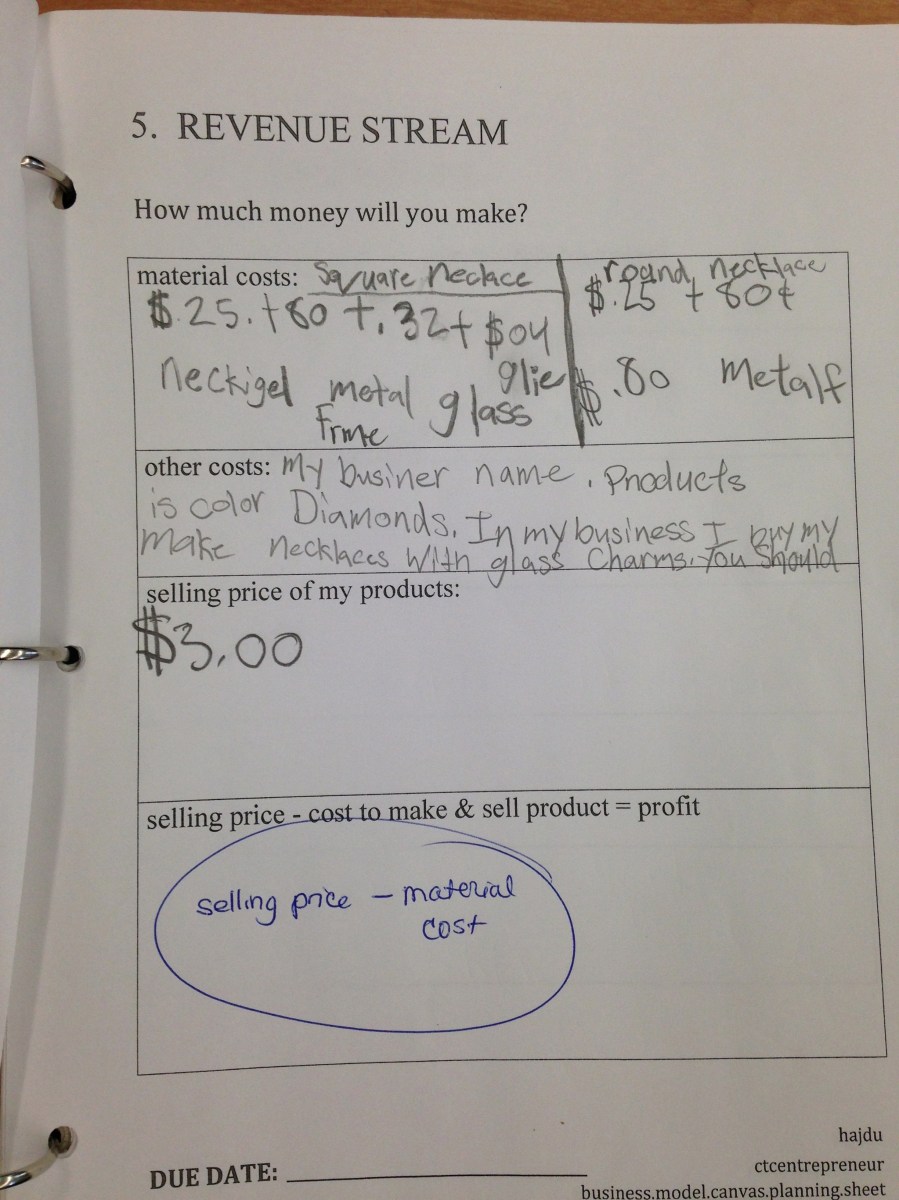 5. REVENUE STREAM
How much money will you make?
material costs: Square Neclace
$.25.+80 +.32+ $04
neckigel metal glass glie
frme
round necklace
$.25 + 80¢
$.80 Metalf
other costs: My businer name. Products
is color Diamonds. In my business I buy my
make necklaces with glass Charms. You Should
selling price of my products:
$3.00
selling price - cost to make & sell product = profit
selling price - material
cost
hajdu
DUE DATE:
ctcentrepreneur
business.model.canvas.planning.sheet